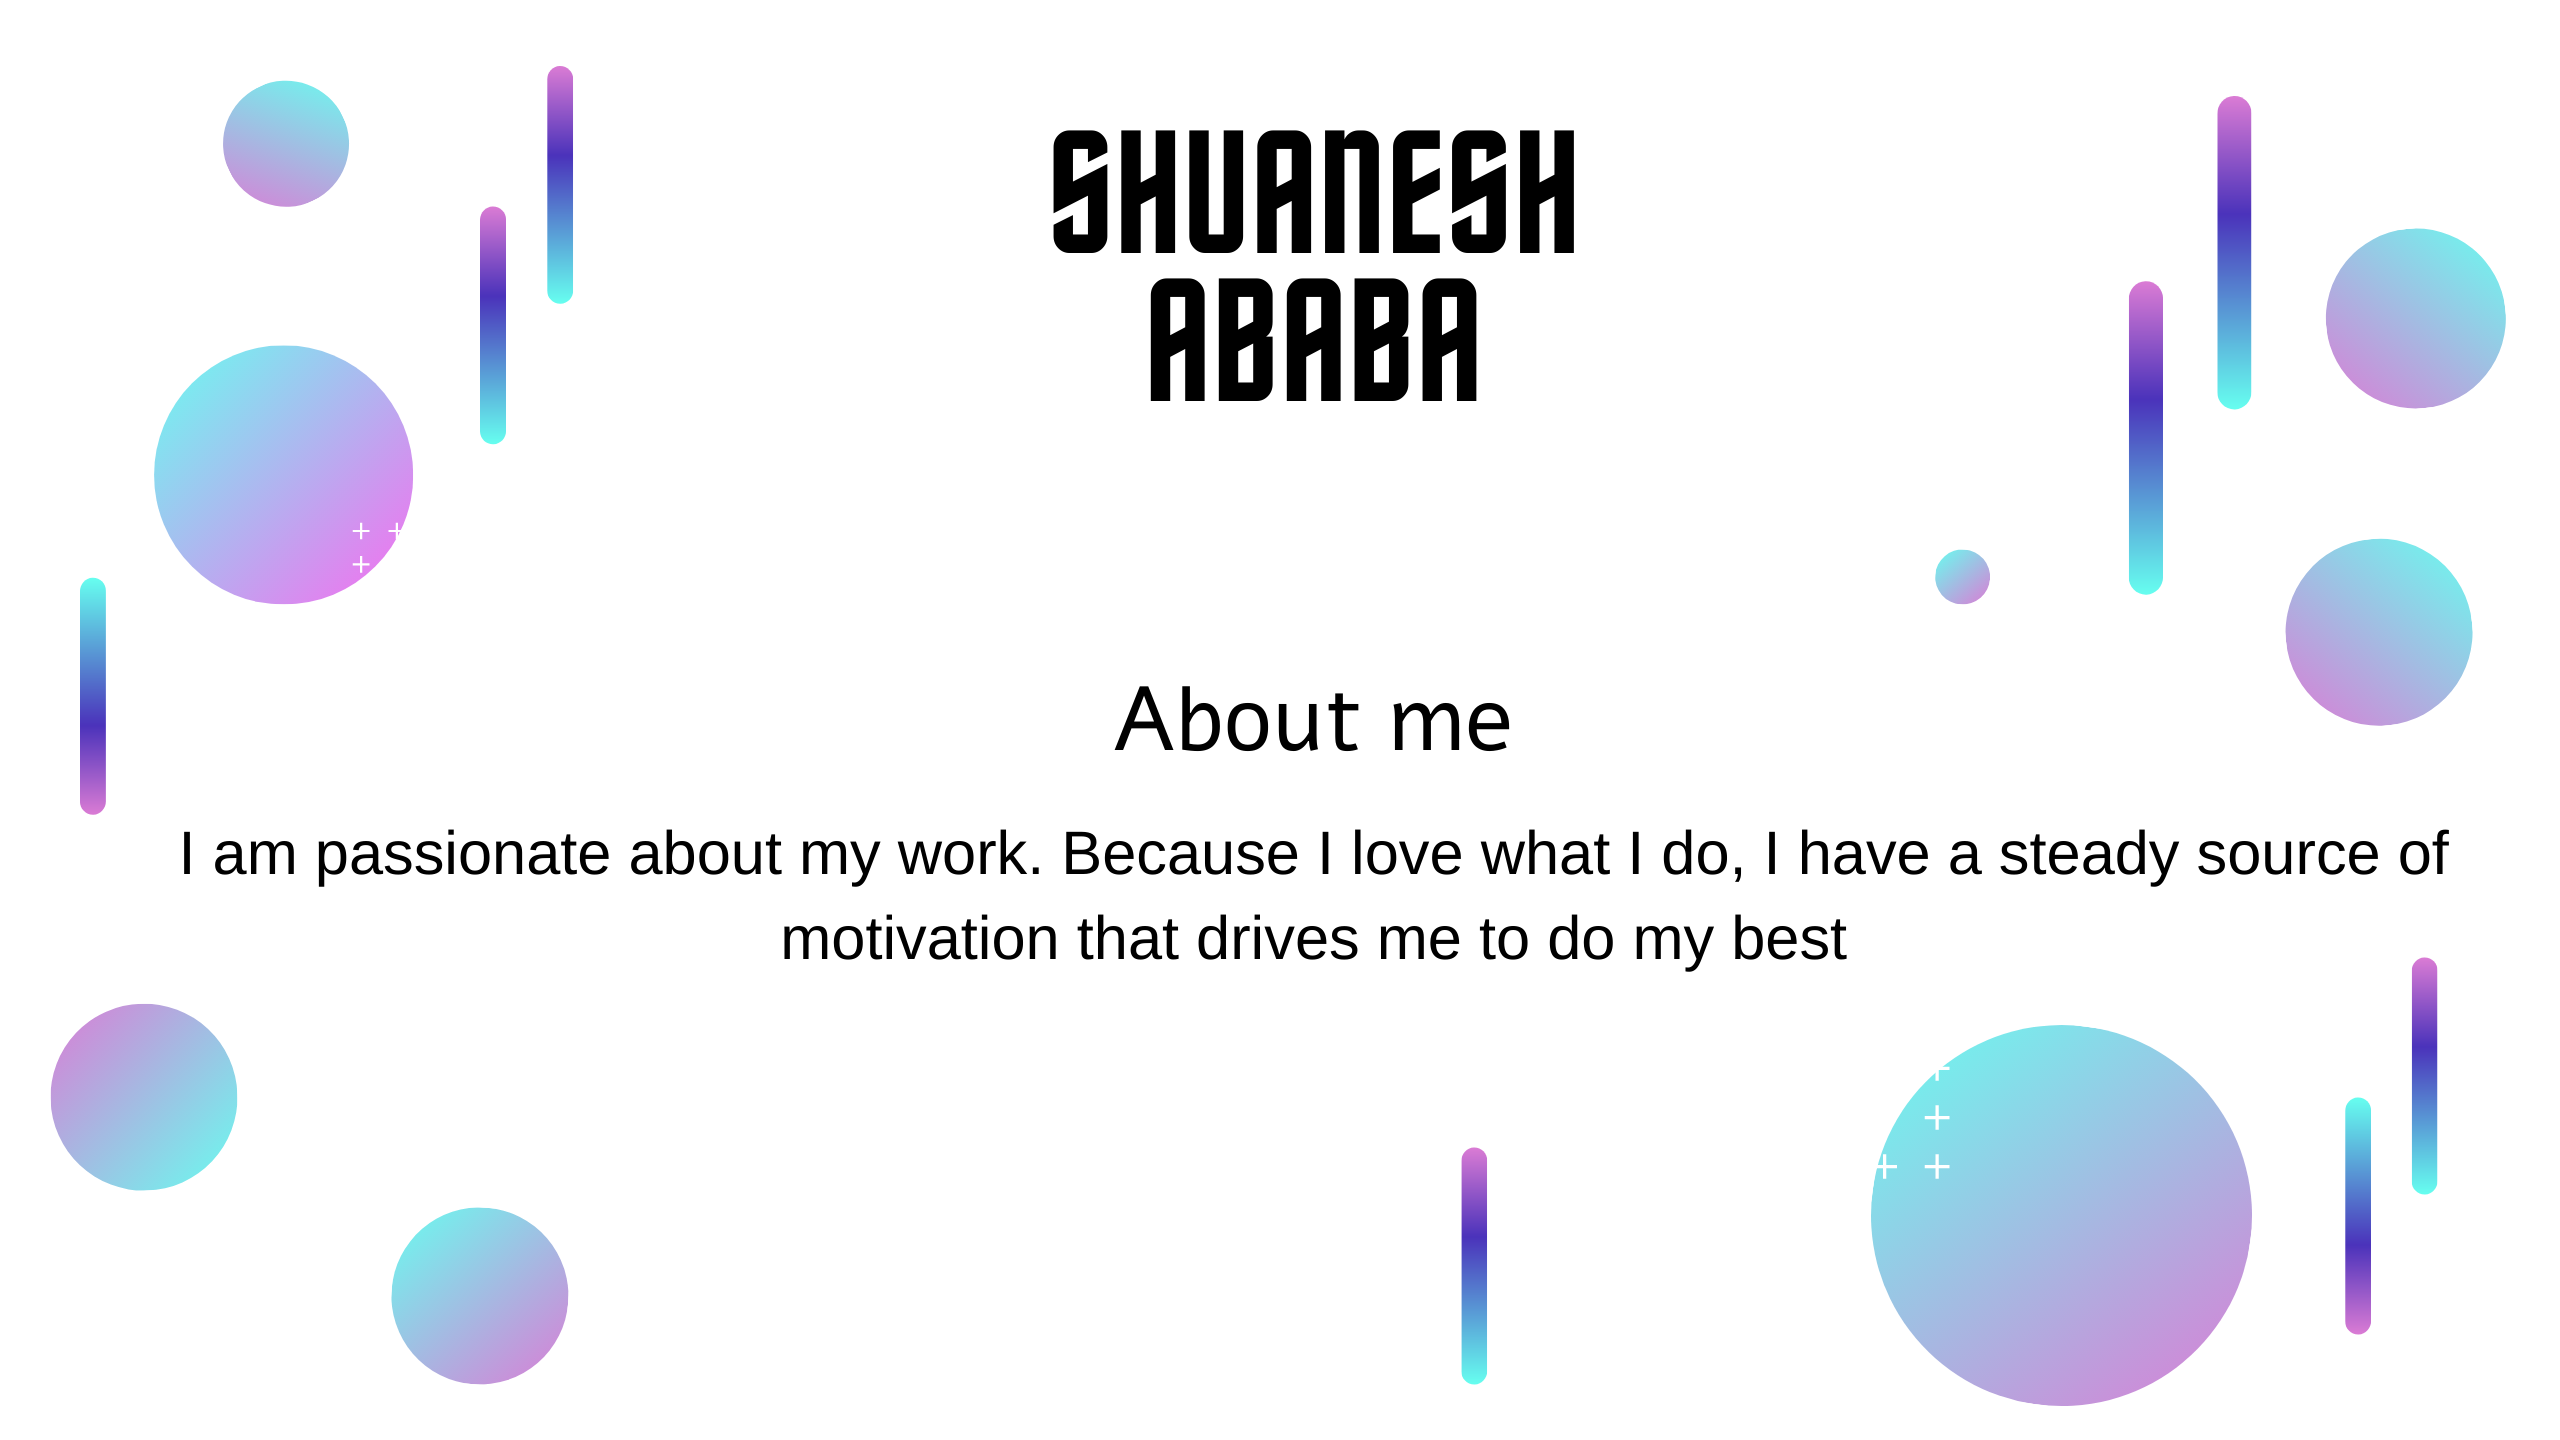 SHUANESH
ABABA
About me
I am passionate about my work. Because I love what I do, I have a steady source of
motivation that drives me to do my best